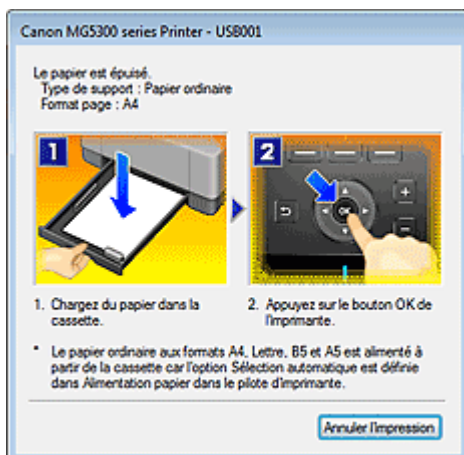 Canon MG5300 series Printer - USB001
Le papier est épuisé.
Type de support : Papier ordinaire
Format page : A4
1
2
OK
+
1. Chargez du papier dans la
cassette.
2. Appuyez sur le bouton OK de
l'imprimante.
* Le papier ordinaire aux formats A4, Lettre, B5 et A5 est alimenté à
partir de la cassette car l'option Sélection automatique est définie
dans Alimentation papier dans le pilote d'imprimante.
Annuler l'impression